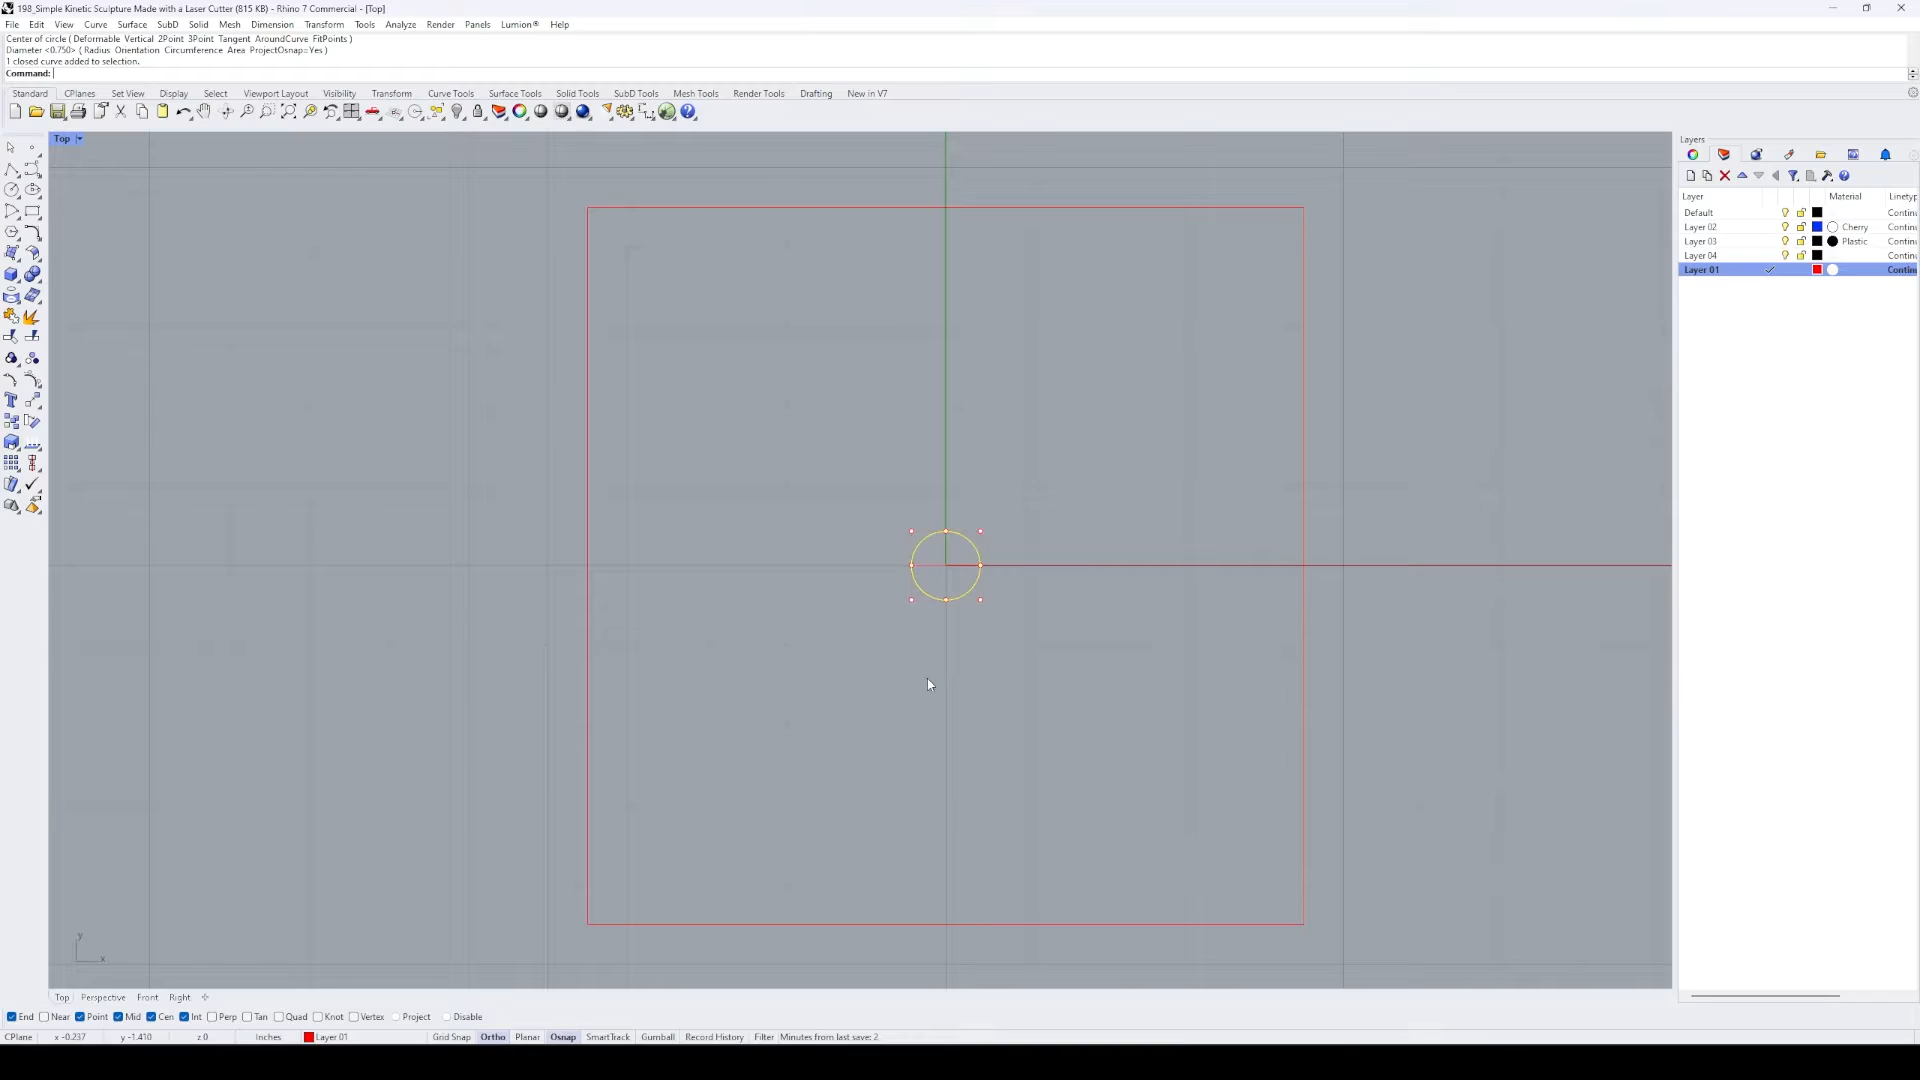 198_Simple Kinetic Sculpture Made with a Laser Cutter (815 KB) - Rhino 7 Commercial - [Top]
File Edit View Curve Surface SubD Solid Mesh Dimension Transform Tools Analyze Render Panels Lumion® Help
Center of circle ( Deformable Vertical 2Point 3Point Tangent AroundCurve FitPoints )
Diameter <0.750> ( Radius Orientation Circumference Area ProjectOsnap=Yes )
1 closed curve added to selection.
Command:
Standard CPlanes Set View Display Select Viewport Layout Visibility Transform Curve Tools Surface Tools Solid Tools SubD Tools Mesh Tools Render Tools Drafting New in V7
Top
Layers
Layer Material Linetyp
Default Continu
Layer 02 Cherry Continu
Layer 03 Plastic Continu
Layer 04 Continu
Layer 01 Continu
y
x
Top Perspective Front Right
End Near Point Mid Cen Int Perp Tan Quad Knot Vertex Project Disable
CPlane x -0.237 y -1.410 z 0 Inches Layer 01 Grid Snap Ortho Planar Osnap SmartTrack Gumball Record History Filter Minutes from last save: 2